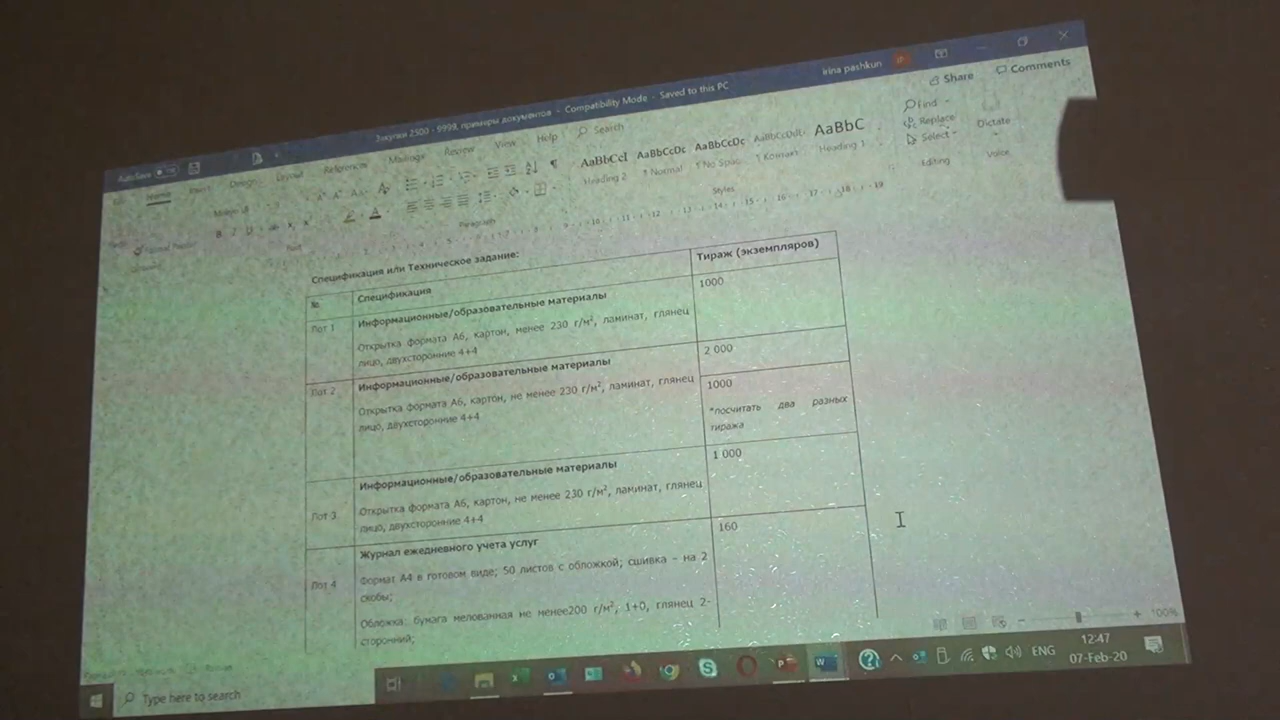 irina pashkun
Закупки 2500 - 9999, примеры документов - Compatibility Mode - Saved to this PC
AutoSave
Share
Comments
Home Insert Design Layout References Mailings Review View Help Search
Find
Replace
Select
Editing
Dictate
Voice
AaBbCcI AaBbCcDc AaBbCcDc AaBbCcDdE AaBbC
Heading 2 ¶ Normal ¶ No Spac... ¶ Контакт Heading 1
Paragraph
Styles
Спецификация или Техническое задание:
№ Спецификация Тираж (экземпляров)
Лот 1 Информационные/образовательные материалы 1000
Открытка формата А6, картон, менее 230 г/м², ламинат, глянец
лицо, двухсторонние 4+4
Лот 2 Информационные/образовательные материалы 2 000
Открытка формата А6, картон, не менее 230 г/м², ламинат, глянец
лицо, двухсторонние 4+4
1000
*посчитать два разных
тиража
Лот 3 Информационные/образовательные материалы 1 000
Открытка формата А6, картон, не менее 230 г/м², ламинат, глянец
лицо, двухсторонние 4+4
Лот 4 Журнал ежедневного учета услуг 160
Формат А4 в готовом виде; 50 листов с обложкой; сшивка – на 2
скобы;
Обложка: бумага мелованная не менее200 г/м², 1+0, глянец 2-
сторонний;
100%
Type here to search
ENG
12:47
07-Feb-20